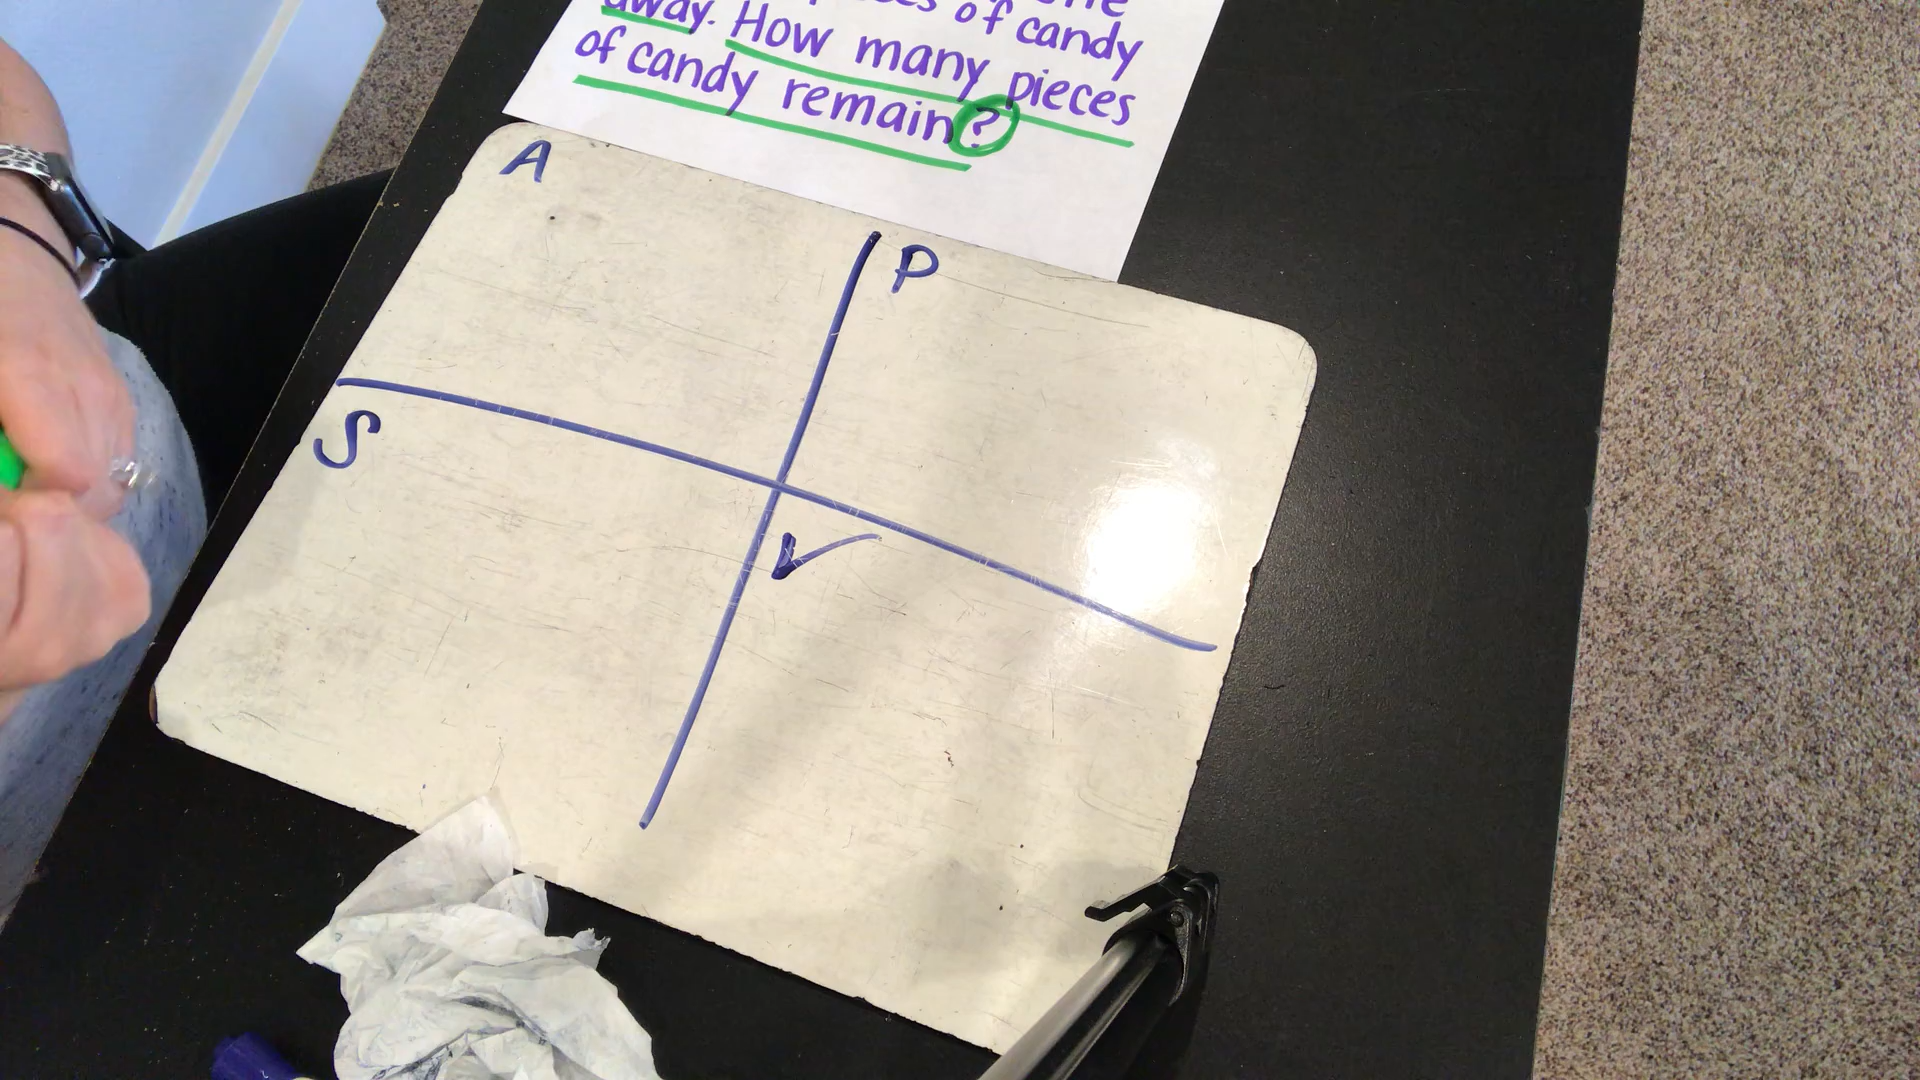 of candy
away. How many pieces
of candy remain?
A
P
S
✓